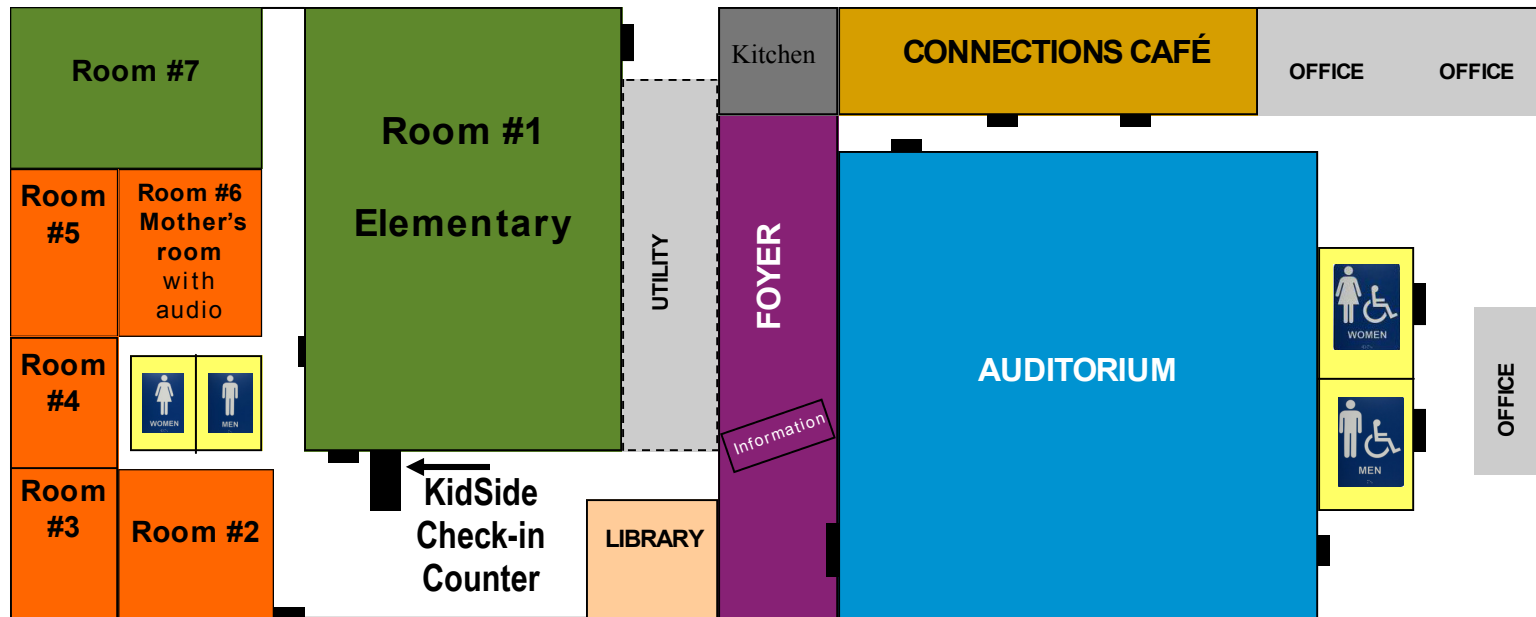 Room #7
Room #1
Elementary
Kitchen
CONNECTIONS CAFÉ
OFFICE
OFFICE
Room
#5
Room #6
Mother’s
room
with
audio
UTILITY
FOYER
AUDITORIUM
WOMEN
MEN
OFFICE
Room
#4
WOMEN
MEN
Information
Room
#3
Room #2
KidSide
Check-in
Counter
LIBRARY